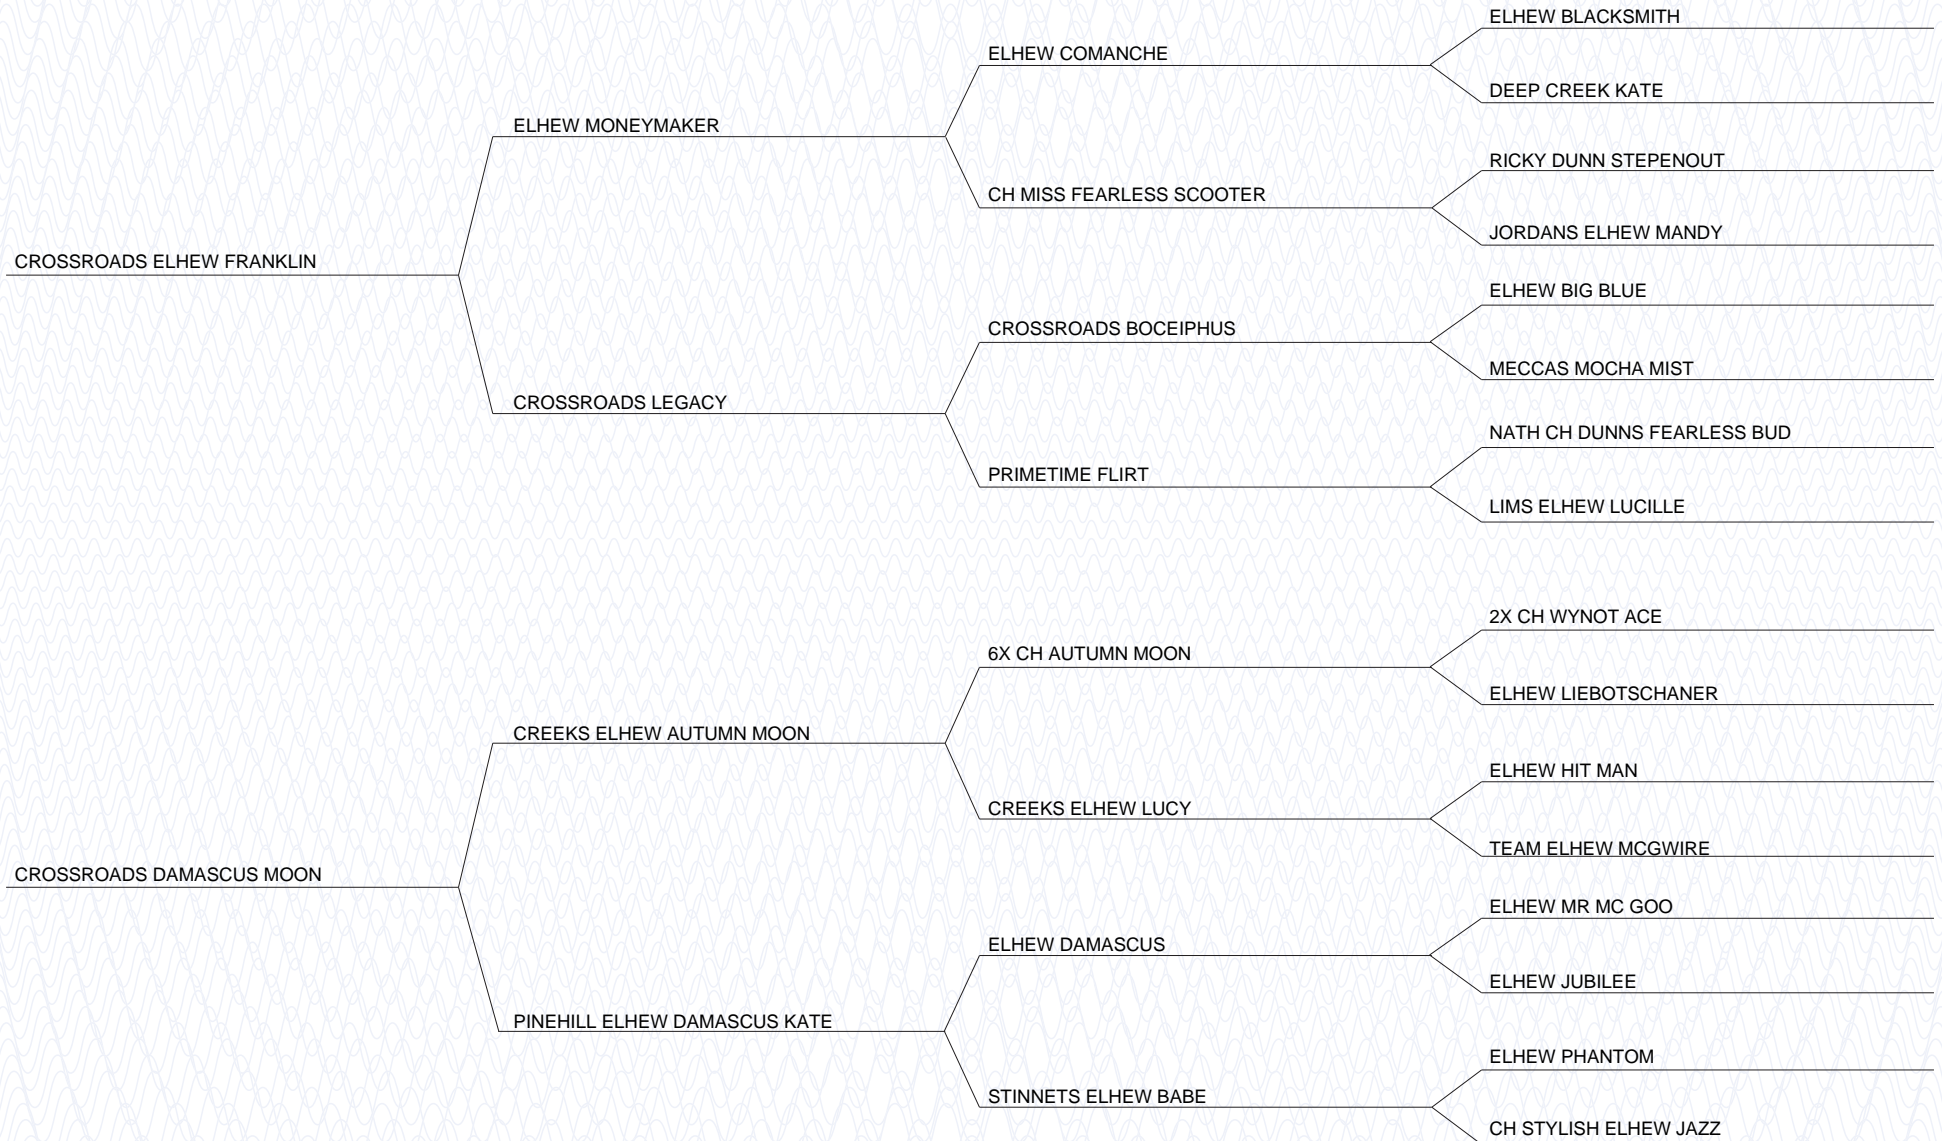 ELHEW BLACKSMITH
ELHEW COMANCHE
DEEP CREEK KATE
ELHEW MONEYMAKER
RICKY DUNN STEPENOUT
CH MISS FEARLESS SCOOTER
JORDANS ELHEW MANDY
CROSSROADS ELHEW FRANKLIN
ELHEW BIG BLUE
CROSSROADS BOCEIPHUS
MECCAS MOCHA MIST
CROSSROADS LEGACY
NATH CH DUNNS FEARLESS BUD
PRIMETIME FLIRT
LIMS ELHEW LUCILLE
2X CH WYNOT ACE
6X CH AUTUMN MOON
ELHEW LIEBOTSCHANER
CREEKS ELHEW AUTUMN MOON
ELHEW HIT MAN
CREEKS ELHEW LUCY
TEAM ELHEW MCGWIRE
CROSSROADS DAMASCUS MOON
ELHEW MR MC GOO
ELHEW DAMASCUS
ELHEW JUBILEE
PINEHILL ELHEW DAMASCUS KATE
ELHEW PHANTOM
STINNETS ELHEW BABE
CH STYLISH ELHEW JAZZ